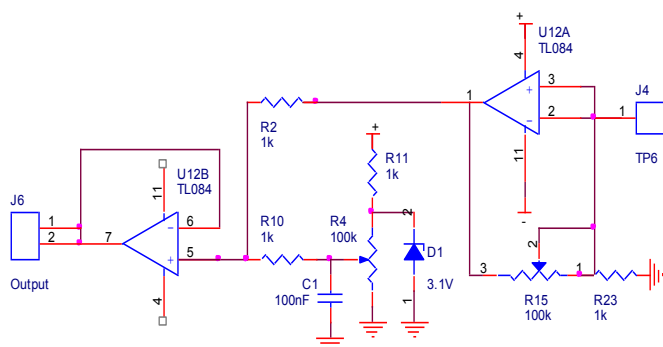 +
U12A
TL084
4
3
+
1
2
-
11
-
J4
1
TP6
R2
1k
+
R11
1k
U12B
TL084
11
J6
1
2
7
6
-
5
+
4
Output
R10
1k
R4
100k
2
D1
1
3.1V
C1
100nF
2
3
1
R15
100k
R23
1k